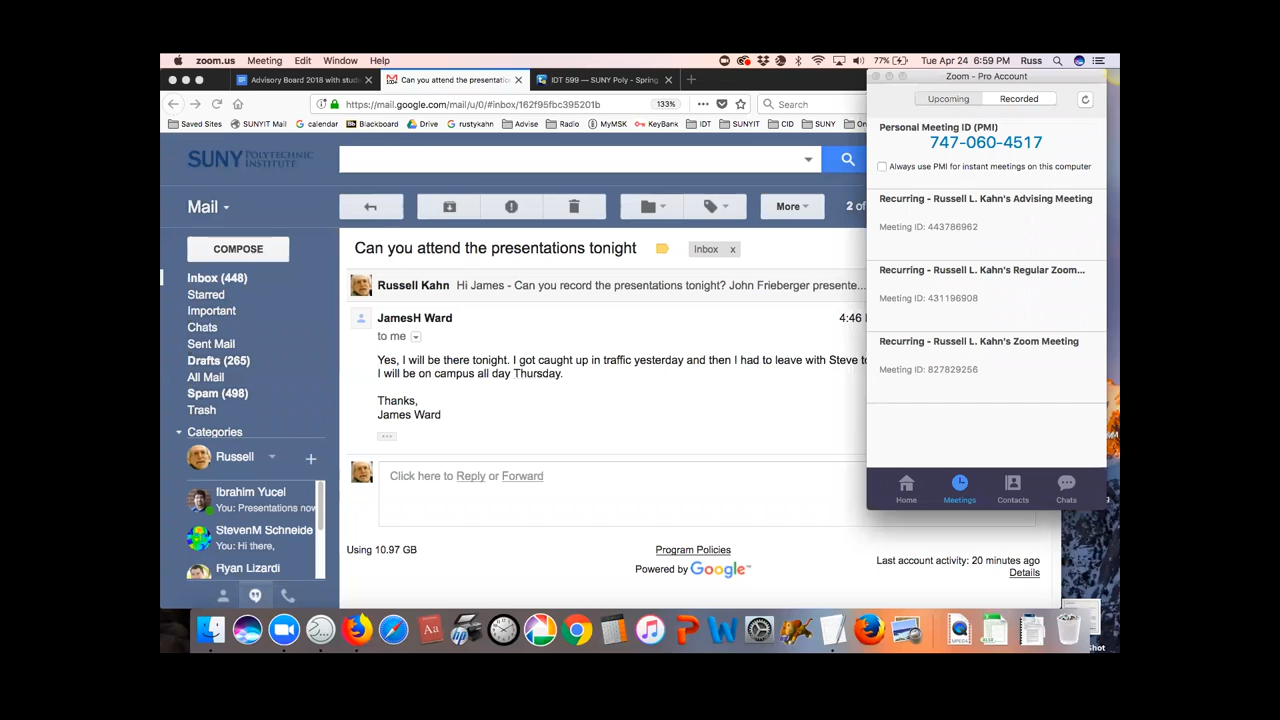 zoom.us Meeting Edit Window Help
77% Tue Apr 24 6:59 PM Russ
Advisory Board 2018 with stude
Can you attend the presentatio
IDT 599 — SUNY Poly - Spring
https://mail.google.com/mail/u/0/#inbox/162f95fbc395201b
133%
Search
Saved Sites SUNYIT Mail calendar Blackboard Drive rustykahn Advise Radio MyMSK KeyBank IDT SUNYIT CID SUNY
SUNY POLYTECHNIC INSTITUTE
Mail
More
2 of
COMPOSE
Inbox (448)
Starred
Important
Chats
Sent Mail
Drafts (265)
All Mail
Spam (498)
Trash
Categories
Russell
Ibrahim Yucel
You: Presentations now
StevenM Schneide
You: Hi there,
Ryan Lizardi
Can you attend the presentations tonight
Inbox x
Russell Kahn Hi James - Can you record the presentations tonight? John Frieberger presente...
JamesH Ward
4:46
to me
Yes, I will be there tonight. I got caught up in traffic yesterday and then I had to leave with Steve to
I will be on campus all day Thursday.
Thanks,
James Ward
Click here to Reply or Forward
Using 10.97 GB
Program Policies
Powered by Google™
Last account activity: 20 minutes ago
Details
Zoom - Pro Account
Upcoming Recorded
Personal Meeting ID (PMI)
747-060-4517
Always use PMI for instant meetings on this computer
Recurring - Russell L. Kahn's Advising Meeting
Meeting ID: 443786962
Recurring - Russell L. Kahn's Regular Zoom...
Meeting ID: 431196908
Recurring - Russell L. Kahn's Zoom Meeting
Meeting ID: 827829256
Home Meetings Contacts Chats
hot